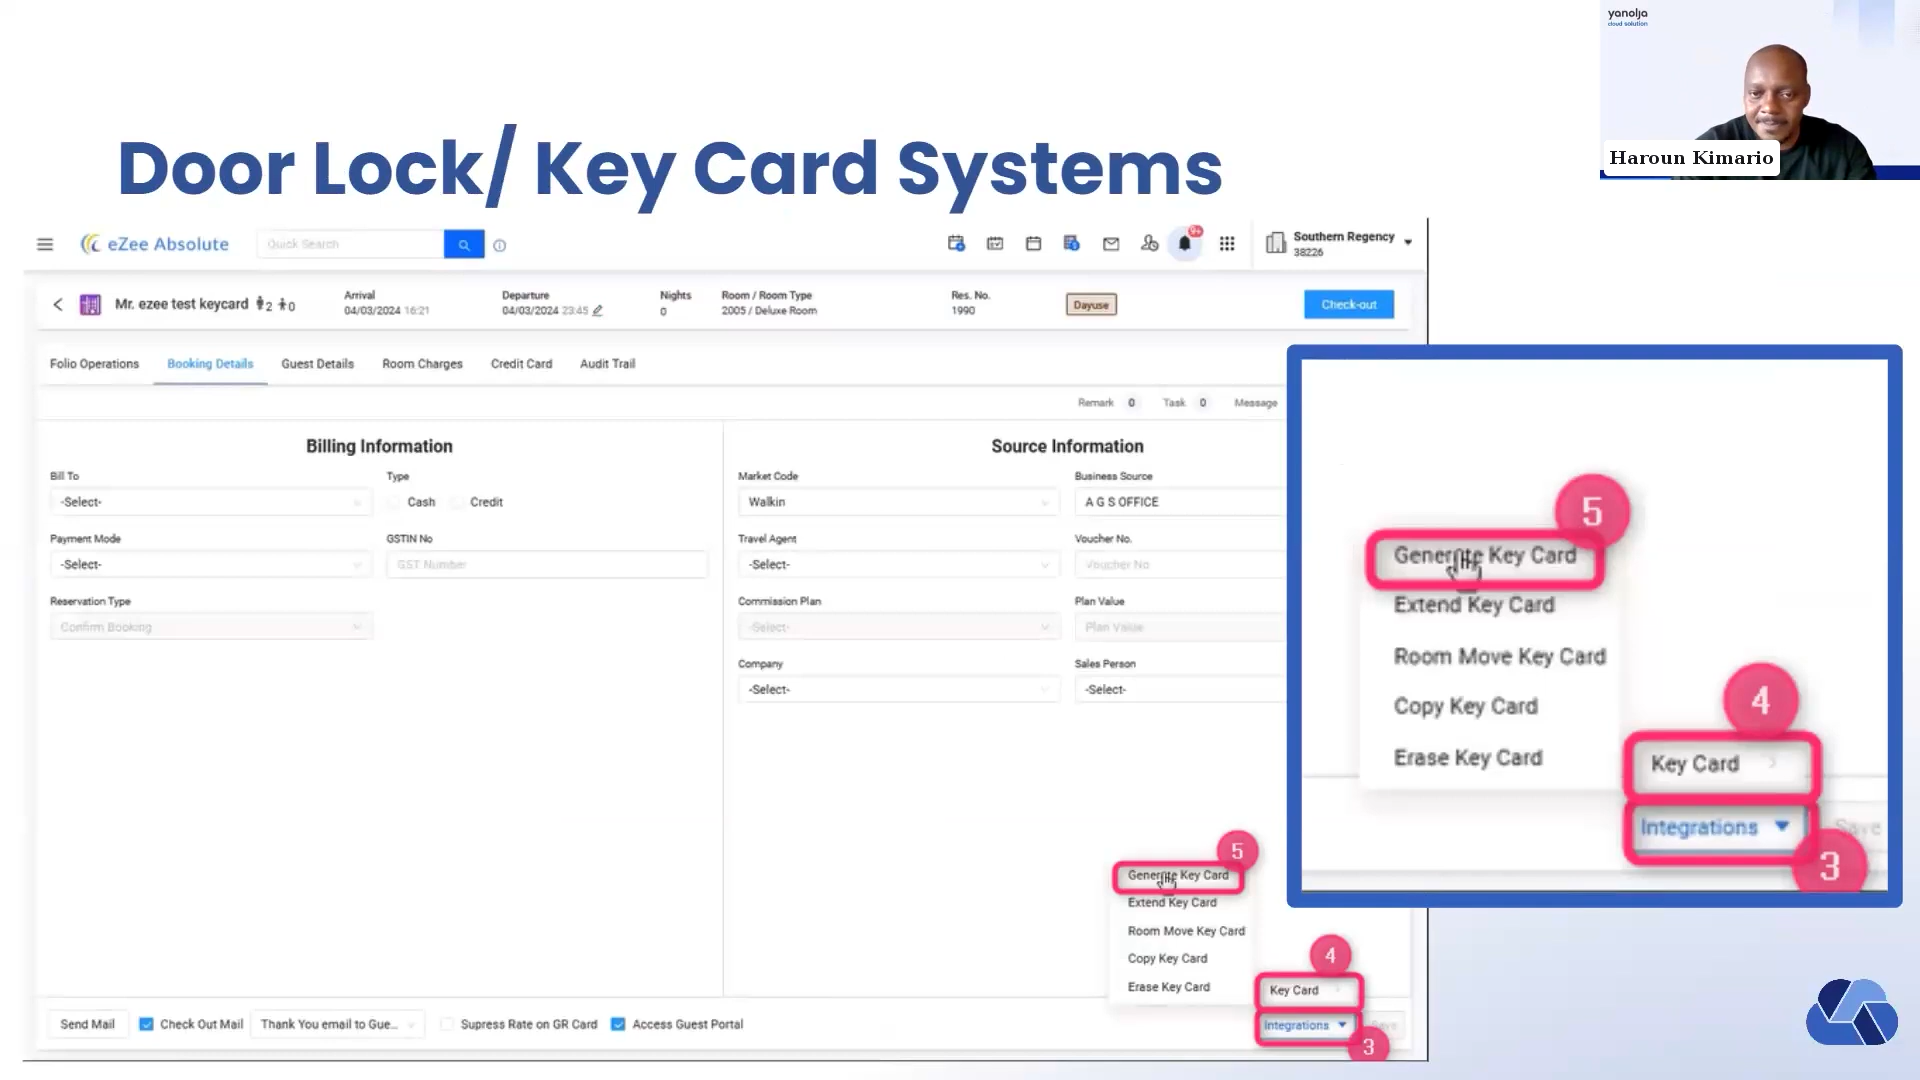 yanolja
cloud solution
Haroun Kimario
Door Lock/ Key Card Systems
eZee Absolute
Quick Search
9+
Southern Regency
38226
Mr. ezee test keycard 2 0
Arrival
04/03/2024 16:21
Departure
04/03/2024 23:45
Nights
0
Room / Room Type
2005 / Deluxe Room
Res. No.
1990
Dayuse
Check-out
Folio Operations Booking Details Guest Details Room Charges Credit Card Audit Trail
Remark 0 Task 0 Message
Billing Information
Bill To
-Select-
Type
Cash Credit
Payment Mode
-Select-
GSTIN No
GST Number
Reservation Type
Confirm Booking
Source Information
Market Code
Walkin
Business Source
A G S OFFICE
Travel Agent
-Select-
Voucher No.
Voucher No
Commission Plan
-Select-
Plan Value
Plan Value
Company
-Select-
Sales Person
-Select-
5
Generate Key Card
Extend Key Card
Room Move Key Card
Copy Key Card
Erase Key Card
4
Key Card
Integrations
Save
3
5
Generate Key Card
Extend Key Card
Room Move Key Card
Copy Key Card
Erase Key Card
4
Key Card
Integrations
Save
3
Send Mail Check Out Mail Thank You email to Gue... Supress Rate on GR Card Access Guest Portal